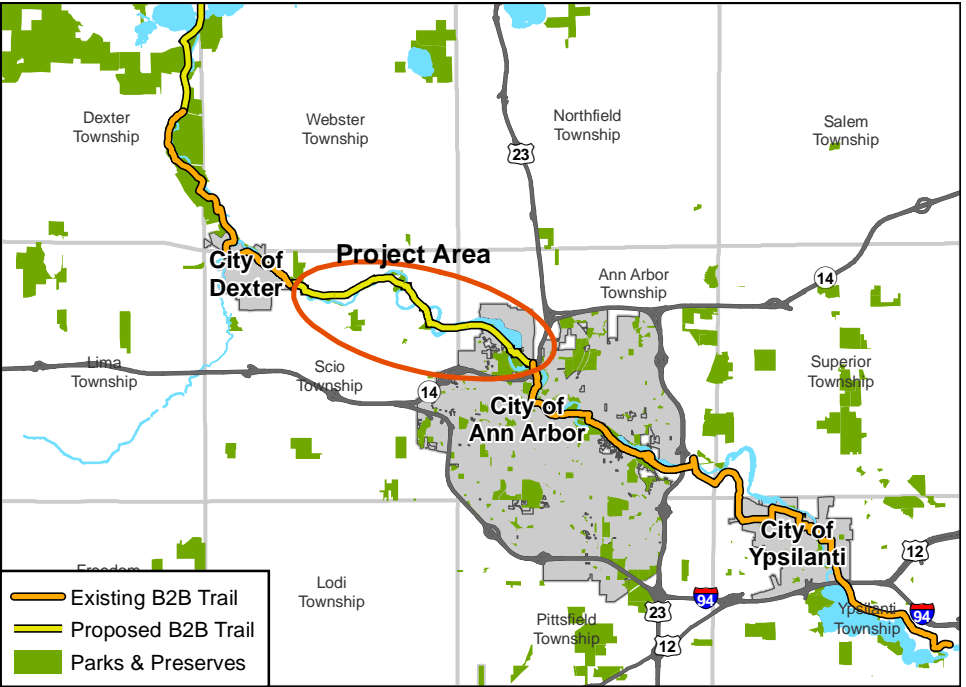 Dexter
Township
Webster
Township
Northfield
Township
Salem
Township
23
City of
Dexter
Project Area
Ann Arbor
Township
14
Lima
Township
Scio
Township
14
Superior
Township
City of
Ann Arbor
City of
Ypsilanti
12
Freedom
Lodi
Township
Pittsfield
Township
23
94
12
Ypsilanti
Township
94
Existing B2B Trail
Proposed B2B Trail
Parks & Preserves